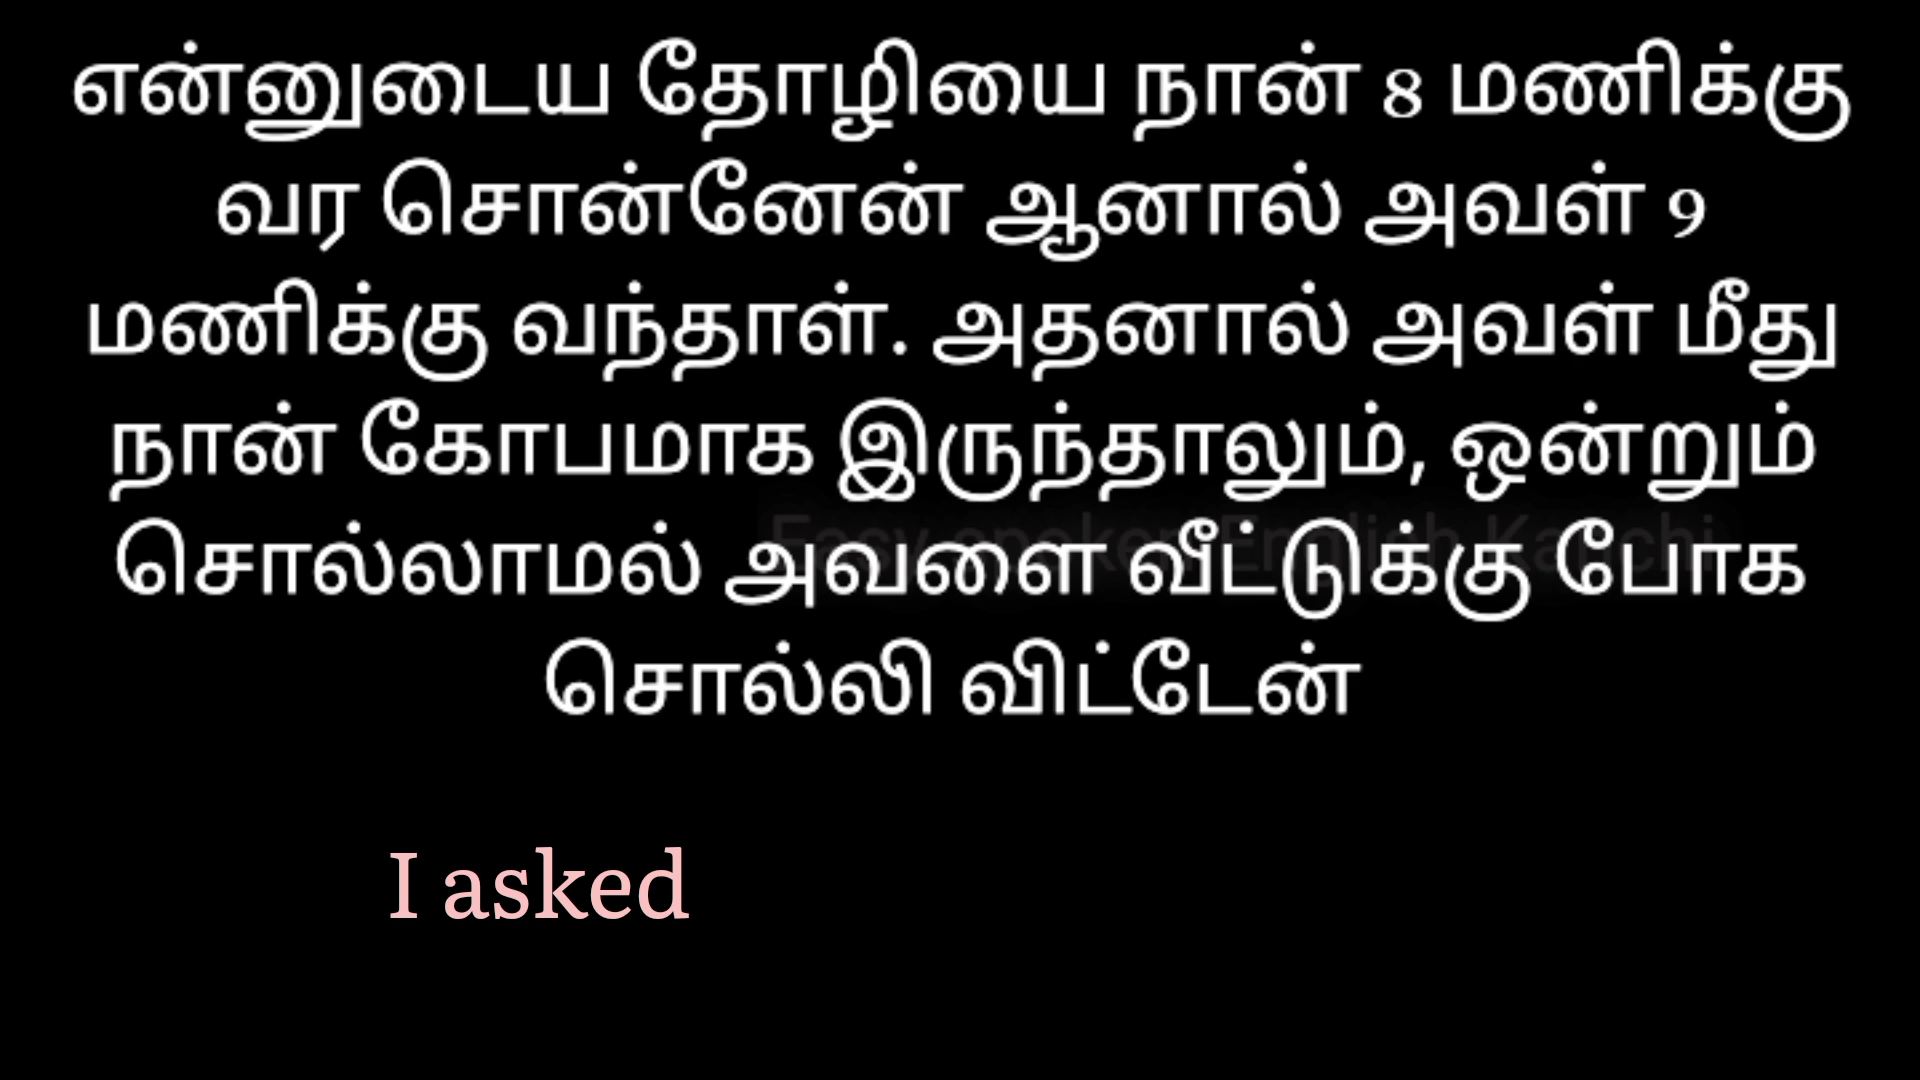 என்னுடைய தோழியை நான் 8 மணிக்கு
வர சொன்னேன் ஆனால் அவள் 9
மணிக்கு வந்தாள். அதனால் அவள் மீது
நான் கோபமாக இருந்தாலும், ஒன்றும்
சொல்லாமல் அவளை வீட்டுக்கு போக
சொல்லி விட்டேன்
I asked